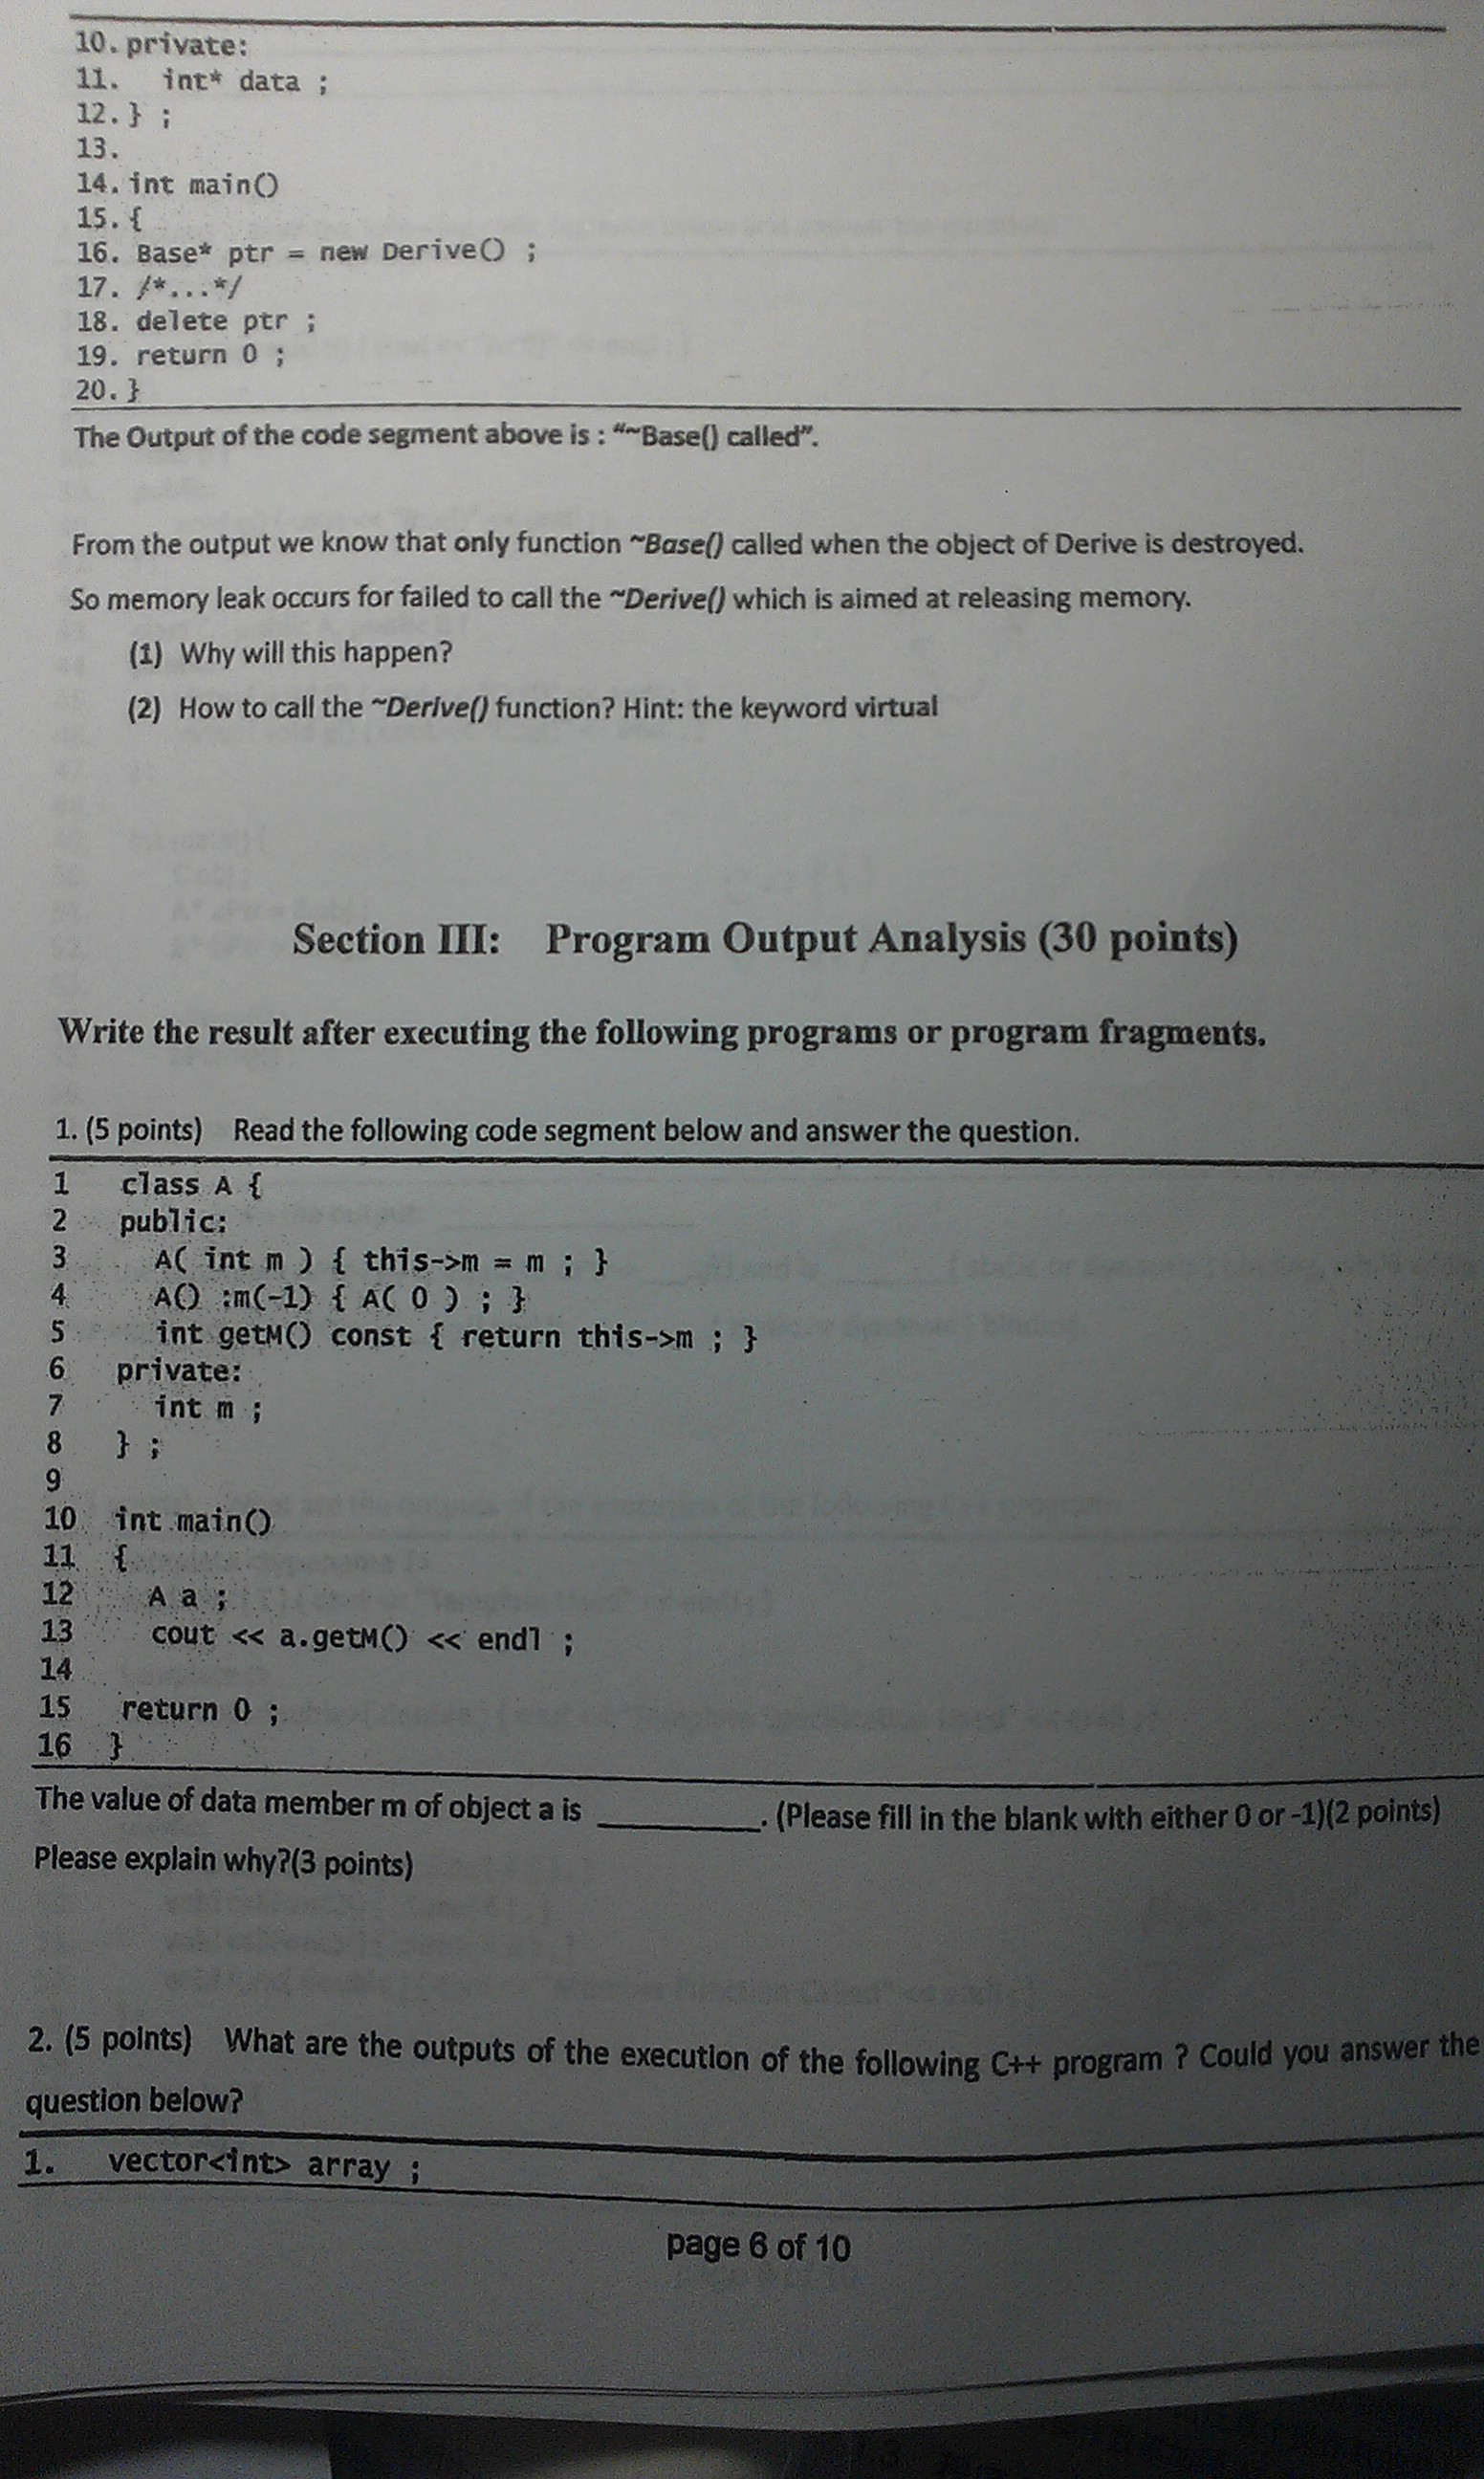 10. private:
11. int* data ;
12. } ;
13.
14. int main()
15. {
16. Base* ptr = new Derive() ;
17. /*...*/
18. delete ptr ;
19. return 0 ;
20. }
The Output of the code segment above is : “~Base() called”.
From the output we know that only function ~Base() called when the object of Derive is destroyed.
So memory leak occurs for failed to call the ~Derive() which is aimed at releasing memory.
(1) Why will this happen?
(2) How to call the ~Derive() function? Hint: the keyword virtual
Section III: Program Output Analysis (30 points)
Write the result after executing the following programs or program fragments.
1. (5 points) Read the following code segment below and answer the question.
1 class A {
2 public:
3 A( int m ) { this->m = m ; }
4 A() :m(-1) { A( 0 ) ; }
5 int getM() const { return this->m ; }
6 private:
7 int m ;
8 } ;
9
10 int main()
11 {
12 A a ;
13 cout << a.getM() << endl ;
14
15 return 0 ;
16 }
The value of data member m of object a is ________. (Please fill in the blank with either 0 or -1)(2 points)
Please explain why?(3 points)
2. (5 points) What are the outputs of the execution of the following C++ program ? Could you answer the
question below?
1. vector<int> array ;
page 6 of 10